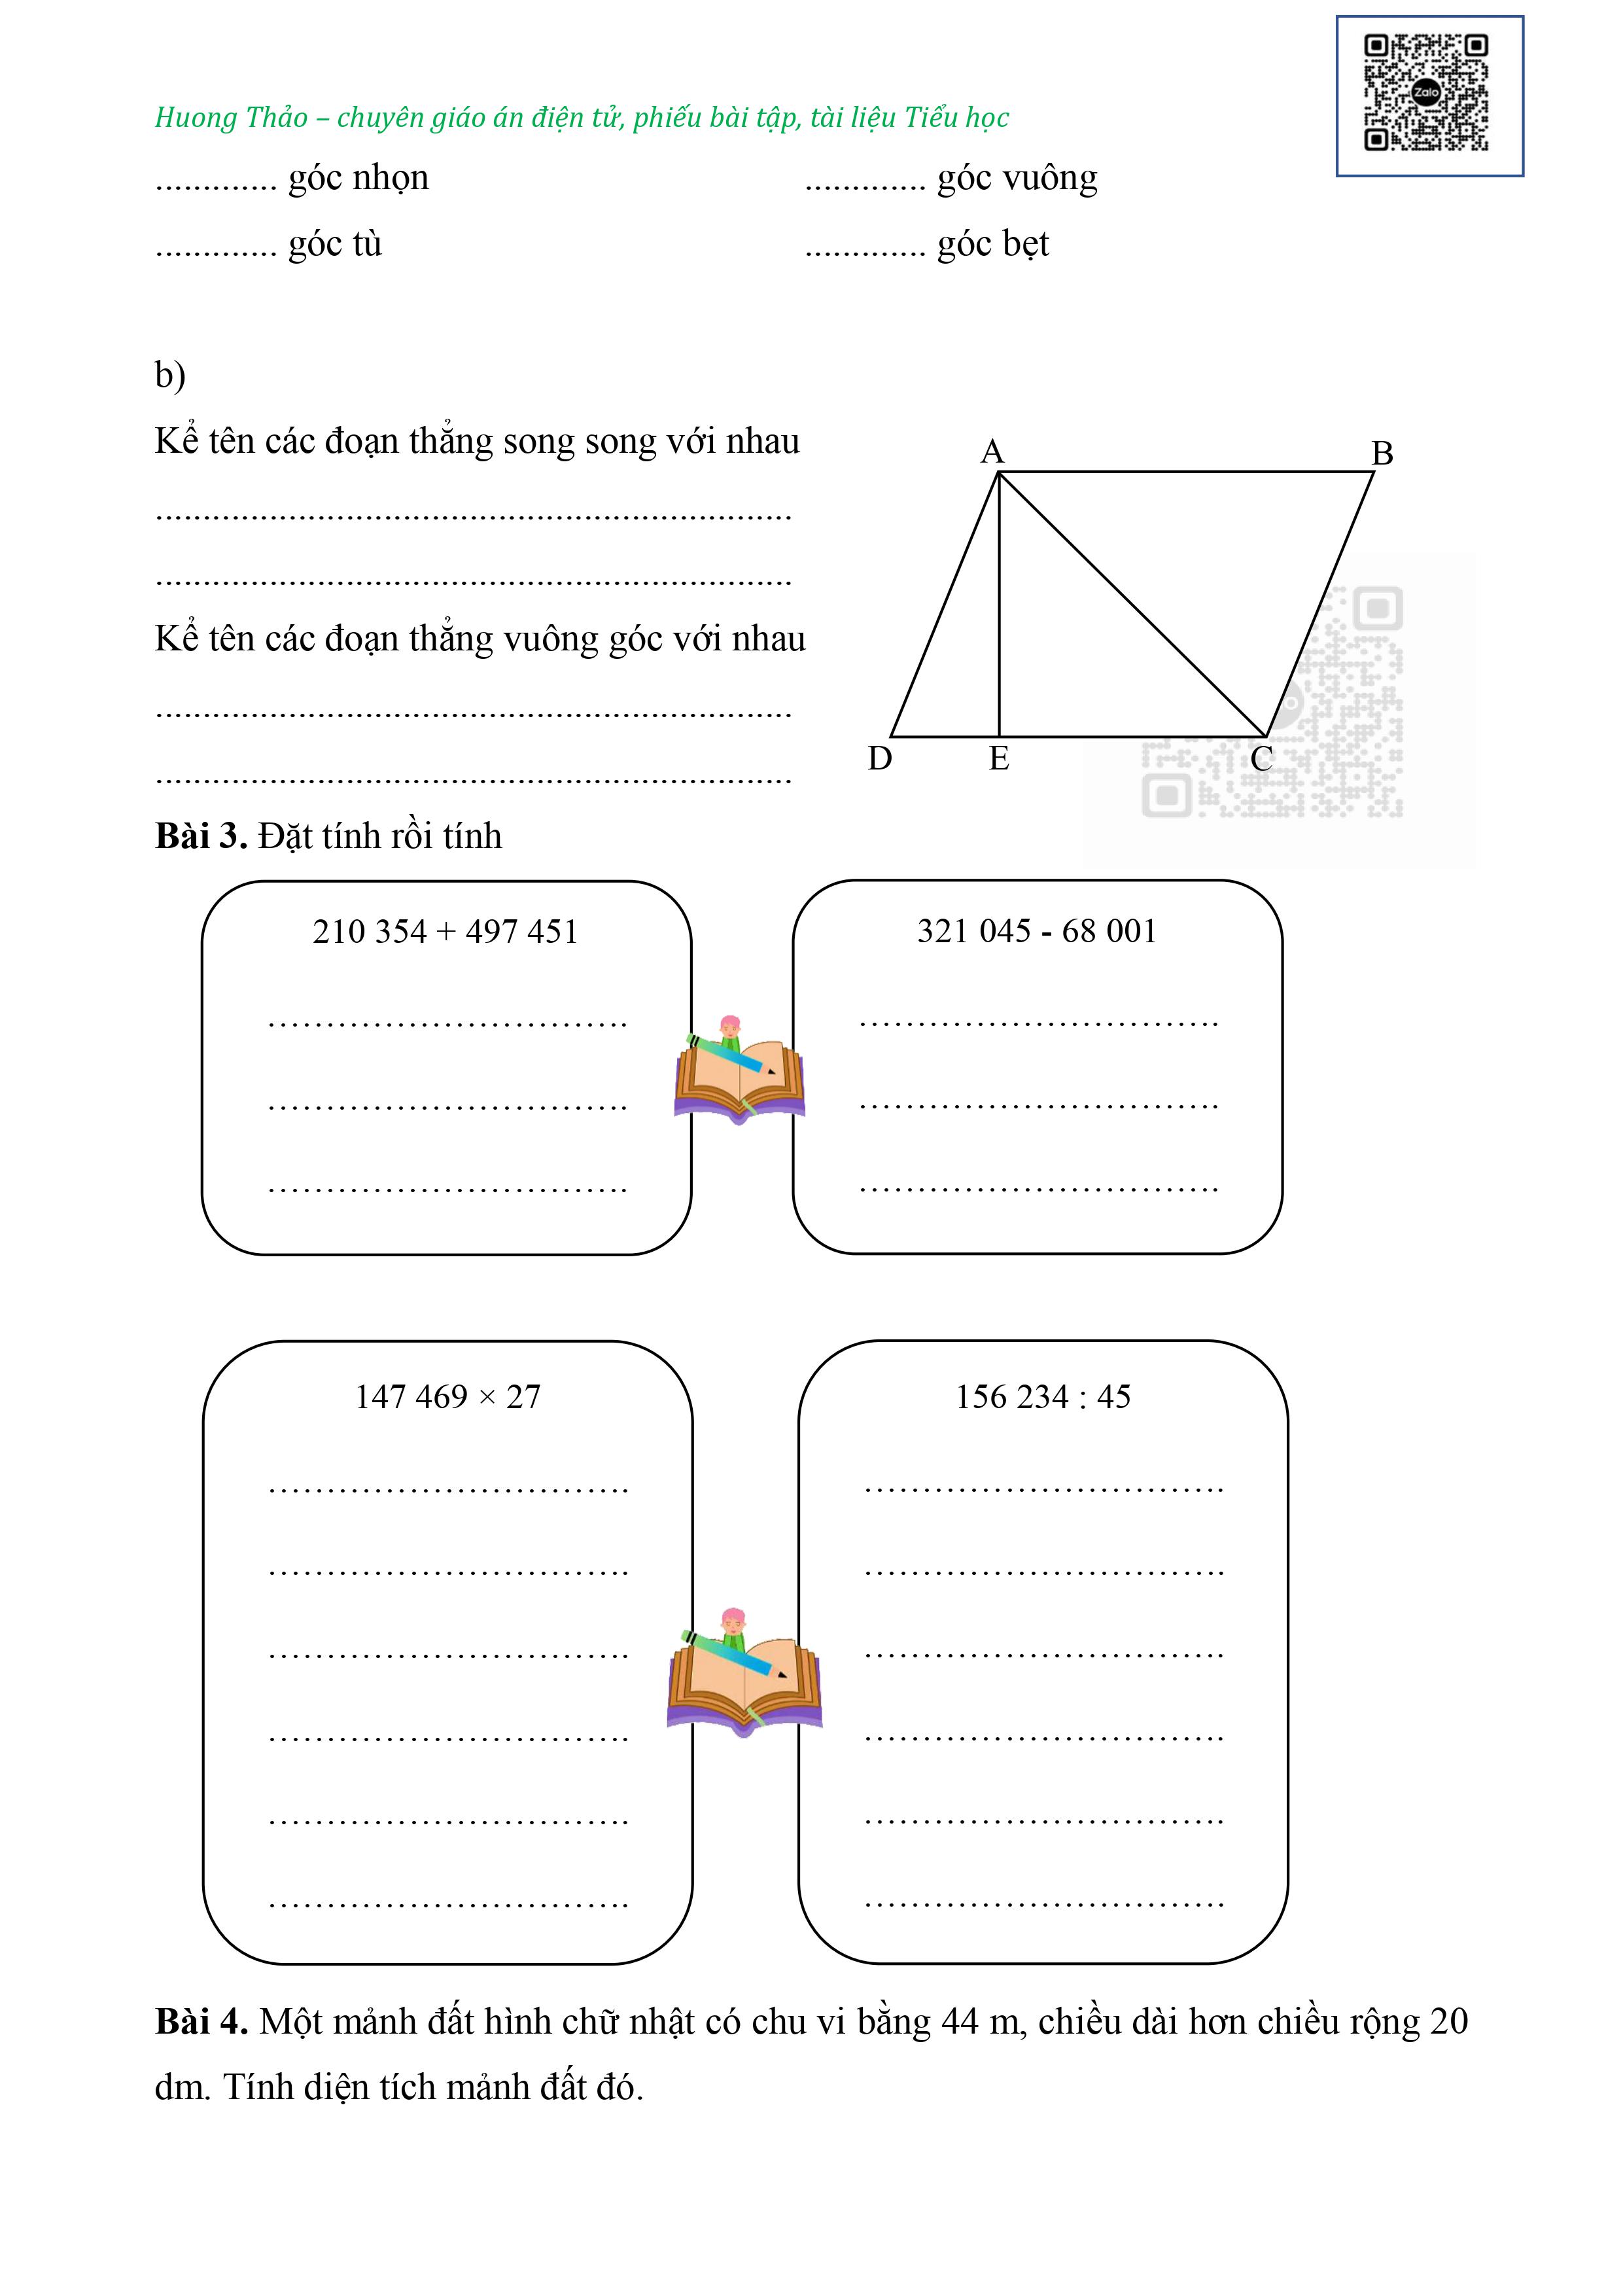 Zalo
Huong Thảo – chuyên giáo án điện tử, phiếu bài tập, tài liệu Tiểu học
............. góc nhọn ............. góc vuông
............. góc tù ............. góc bẹt
b)
Kể tên các đoạn thẳng song song với nhau
...................................................................
...................................................................
Kể tên các đoạn thẳng vuông góc với nhau
...................................................................
...................................................................
A B
D E C
Bài 3. Đặt tính rồi tính
210 354 + 497 451 321 045 - 68 001
................................ ................................
................................ ................................
................................ ................................
147 469 × 27 156 234 : 45
................................ ................................
................................ ................................
................................ ................................
................................ ................................
................................ ................................
................................ ................................
Bài 4. Một mảnh đất hình chữ nhật có chu vi bằng 44 m, chiều dài hơn chiều rộng 20
dm. Tính diện tích mảnh đất đó.